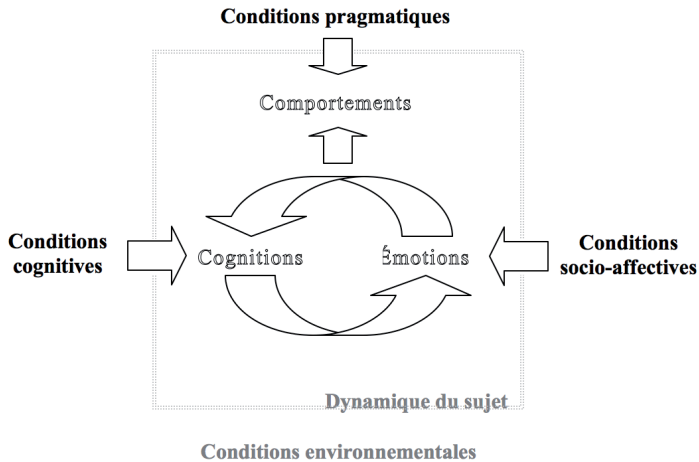 Conditions pragmatiques
Comportements
Conditions
cognitives
Cognitions
Émotions
Conditions
socio-affectives
Dynamique du sujet
Conditions environnementales